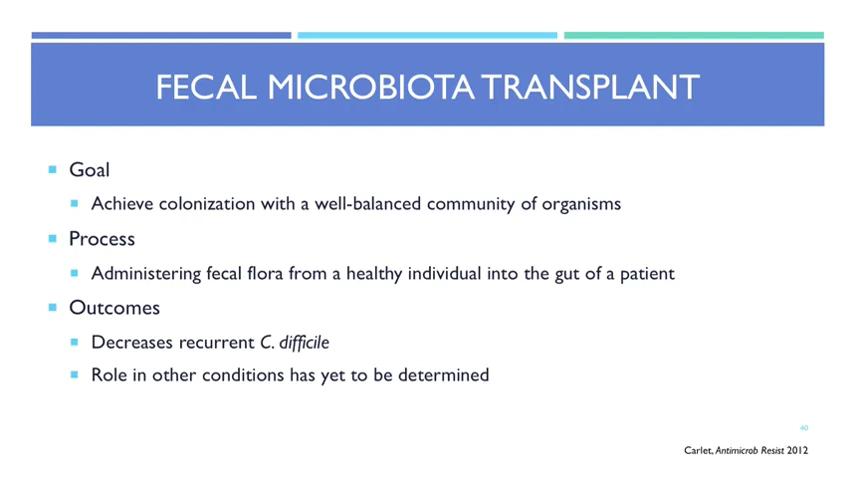 FECAL MICROBIOTA TRANSPLANT
Goal
Achieve colonization with a well-balanced community of organisms
Process
Administering fecal flora from a healthy individual into the gut of a patient
Outcomes
Decreases recurrent C. difficile
Role in other conditions has yet to be determined
40
Carlet, Antimicrob Resist 2012